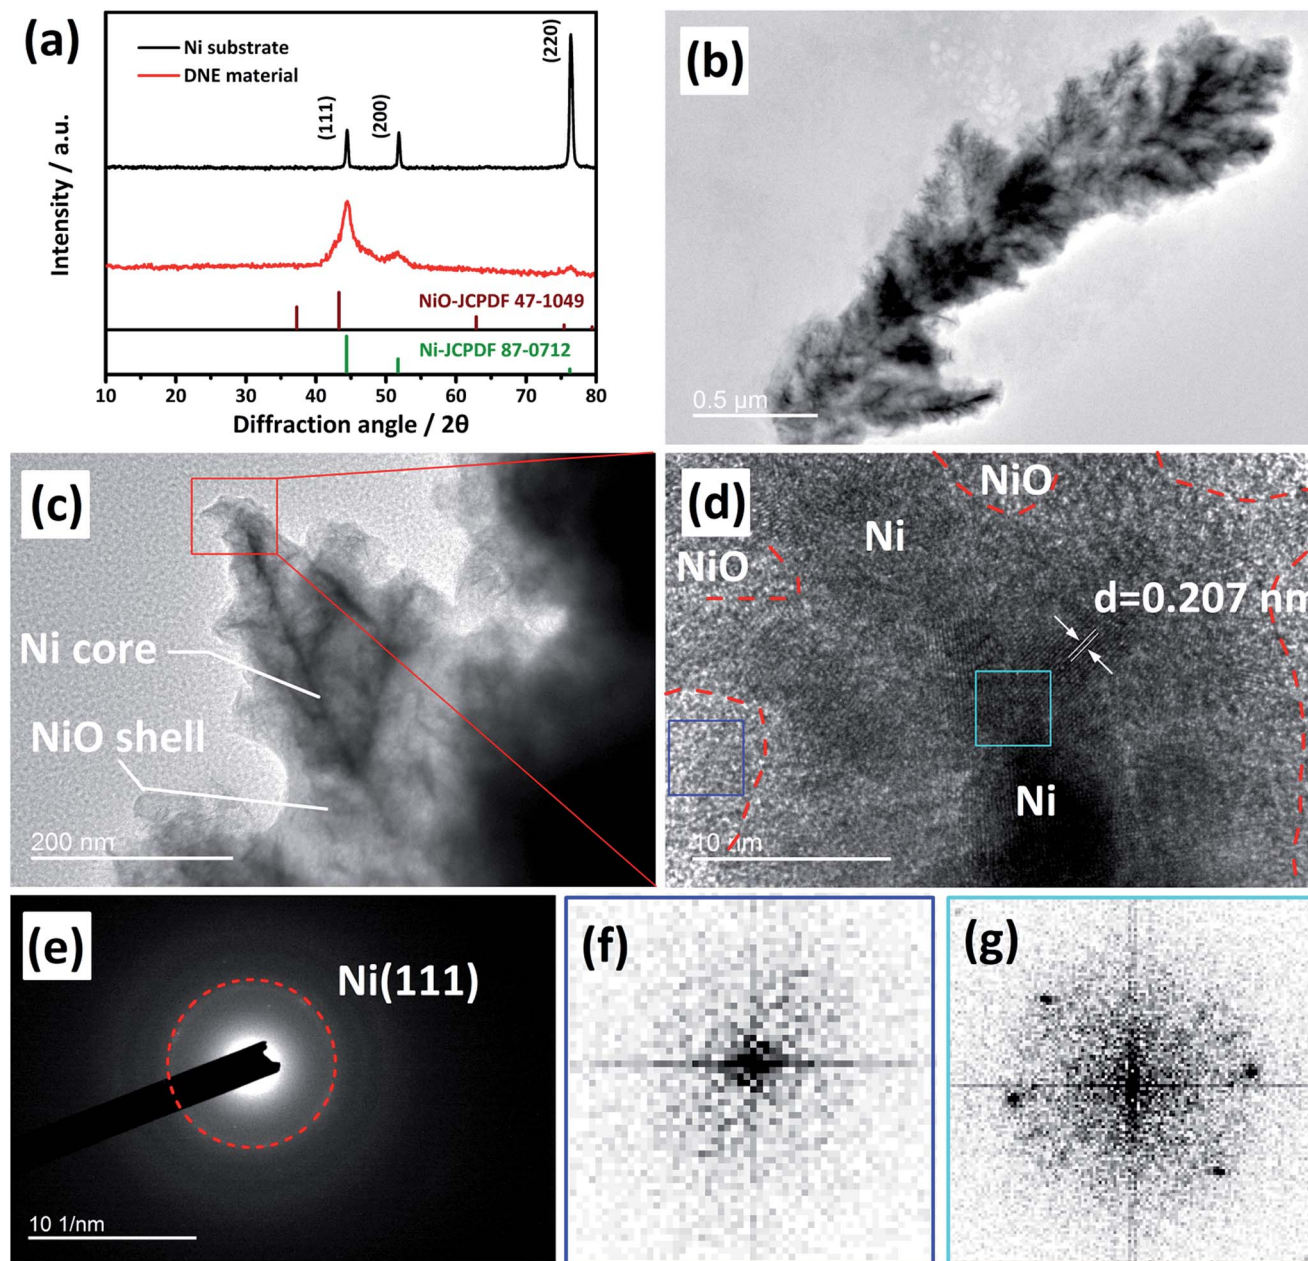 (a)
Ni substrate
DNE material
(111)
(200)
(220)
NiO-JCPDF 47-1049
Ni-JCPDF 87-0712
Intensity / a.u.
10 20 30 40 50 60 70 80
Diffraction angle / 2θ
(b)
0.5 µm
(c)
Ni core
NiO shell
200 nm
(d)
NiO
Ni
NiO
d=0.207 nm
Ni
10 nm
(e)
Ni(111)
10 1/nm
(f)
(g)